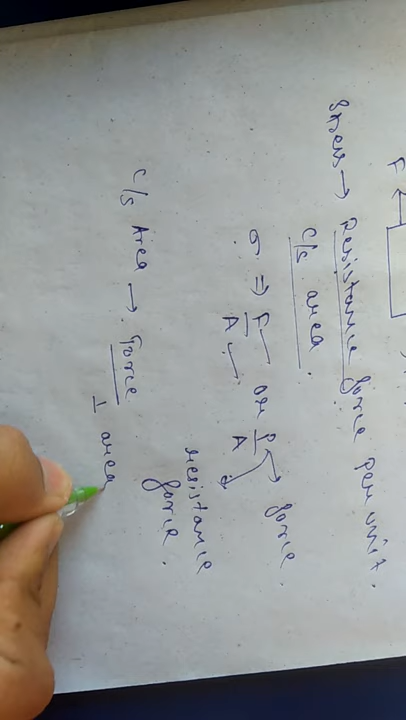 F
Stress → Resistance force per unit
c/s area.
σ ⇒ F/A or P/A → force.
resistance
force.
c/s Area → Force
⊥ area